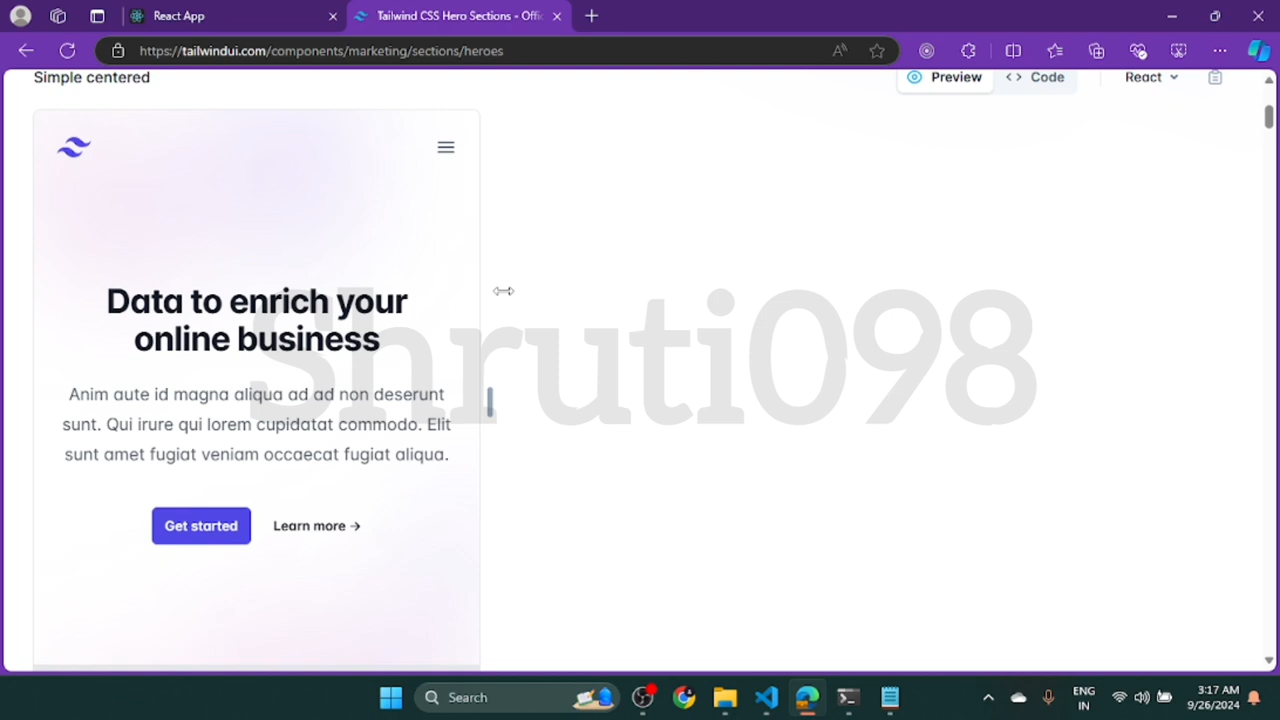 React App
Tailwind CSS Hero Sections - Offic
https://tailwindui.com/components/marketing/sections/heroes
Simple centered
Preview
Code
React
Data to enrich your
online business
Anim aute id magna aliqua ad ad non deserunt
sunt. Qui irure qui lorem cupidatat commodo. Elit
sunt amet fugiat veniam occaecat fugiat aliqua.
Get started
Learn more →
Shruti098
Search
ENG
IN
3:17 AM
9/26/2024